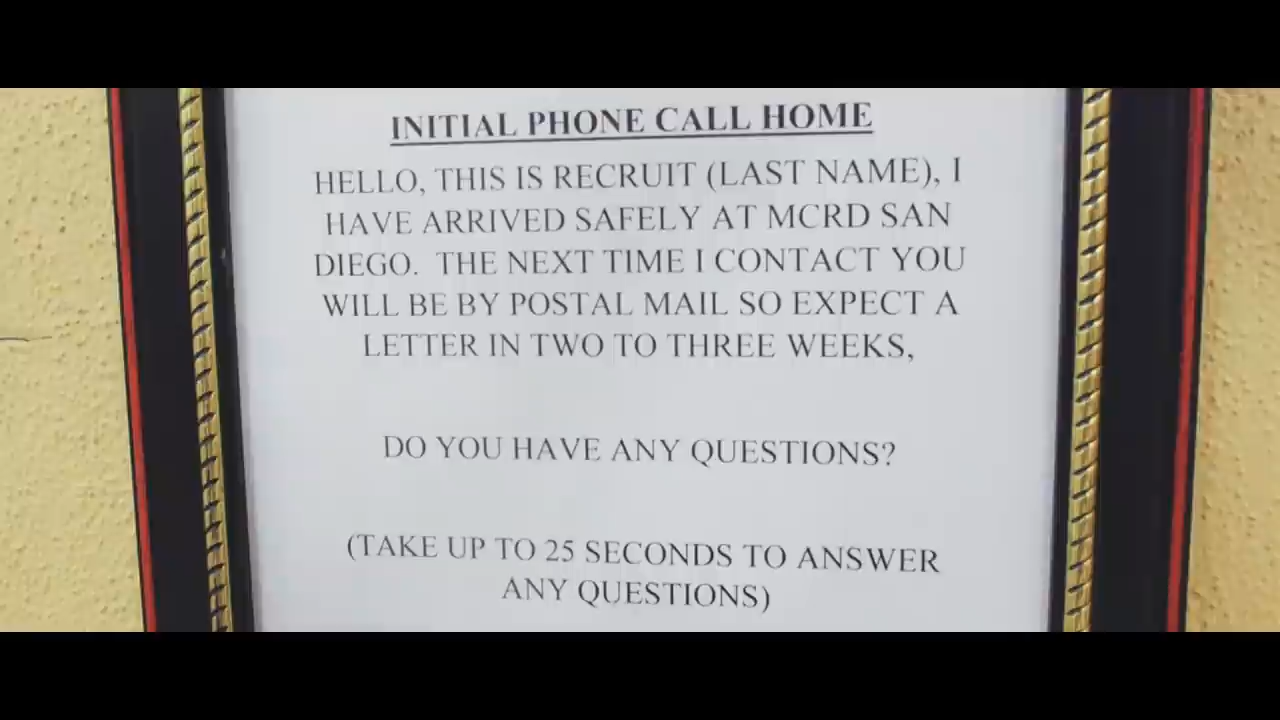 INITIAL PHONE CALL HOME
HELLO, THIS IS RECRUIT (LAST NAME), I
HAVE ARRIVED SAFELY AT MCRD SAN
DIEGO. THE NEXT TIME I CONTACT YOU
WILL BE BY POSTAL MAIL SO EXPECT A
LETTER IN TWO TO THREE WEEKS,
DO YOU HAVE ANY QUESTIONS?
(TAKE UP TO 25 SECONDS TO ANSWER
ANY QUESTIONS)